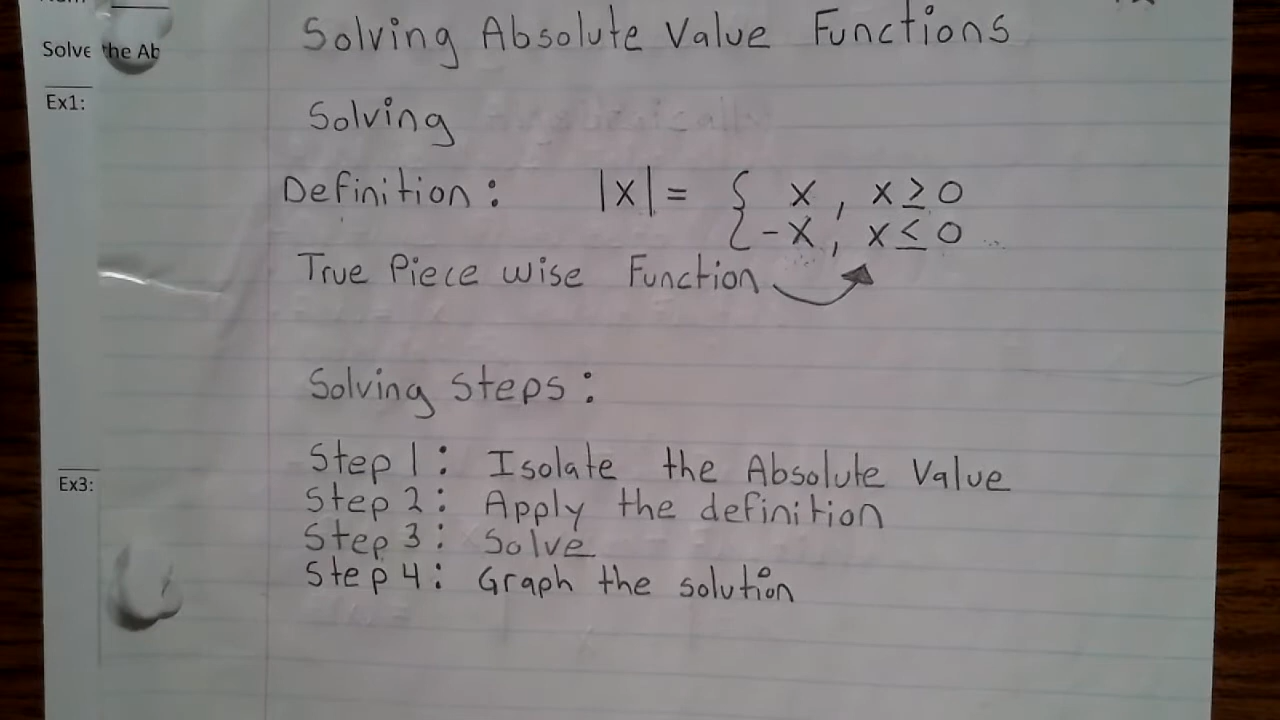 Solving Absolute Value Functions
Solve the Ab
Ex1:
Solving
Definition: |x| = { x, x ≥ 0
-x, x ≤ 0
True Piece wise Function
Solving Steps:
Step 1: Isolate the Absolute Value
Ex3:
Step 2: Apply the definition
Step 3: Solve
Step 4: Graph the solution